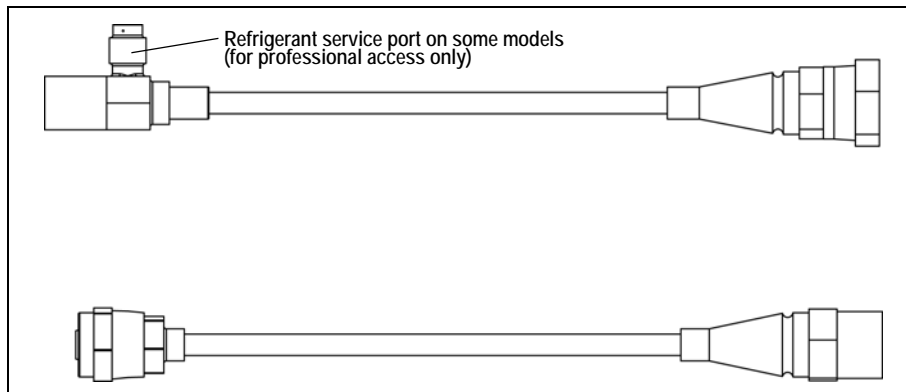 Refrigerant service port on some models
(for professional access only)